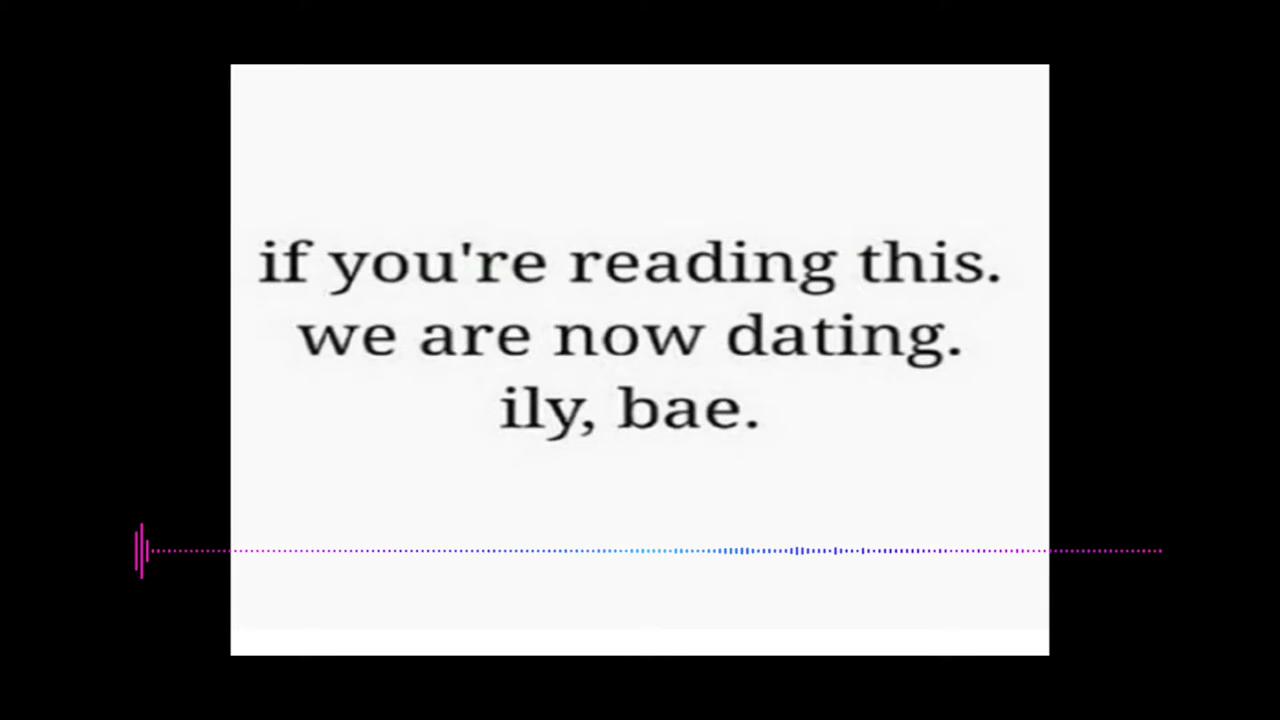 if you're reading this.
we are now dating.
ily, bae.